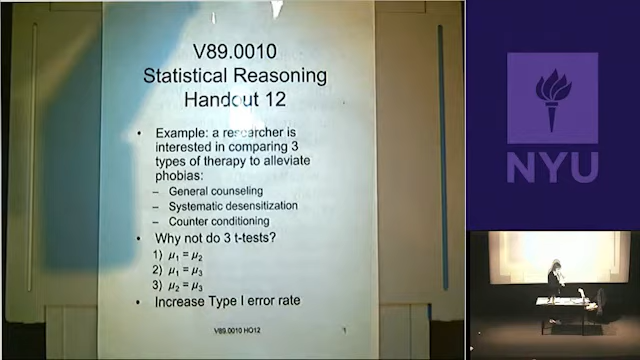 V89.0010
Statistical Reasoning
Handout 12
• Example: a researcher is
interested in comparing 3
types of therapy to alleviate
phobias:
– General counseling
– Systematic desensitization
– Counter conditioning
• Why not do 3 t-tests?
1) μ₁ = μ₂
2) μ₁ = μ₃
3) μ₂ = μ₃
• Increase Type I error rate
V89.0010 HO12
1
NYU